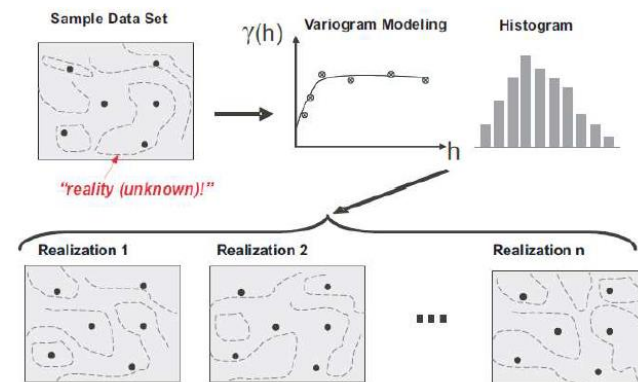 Sample Data Set
Variogram Modeling
Histogram
γ(h)
h
"reality (unknown)!"
Realization 1
Realization 2
Realization n